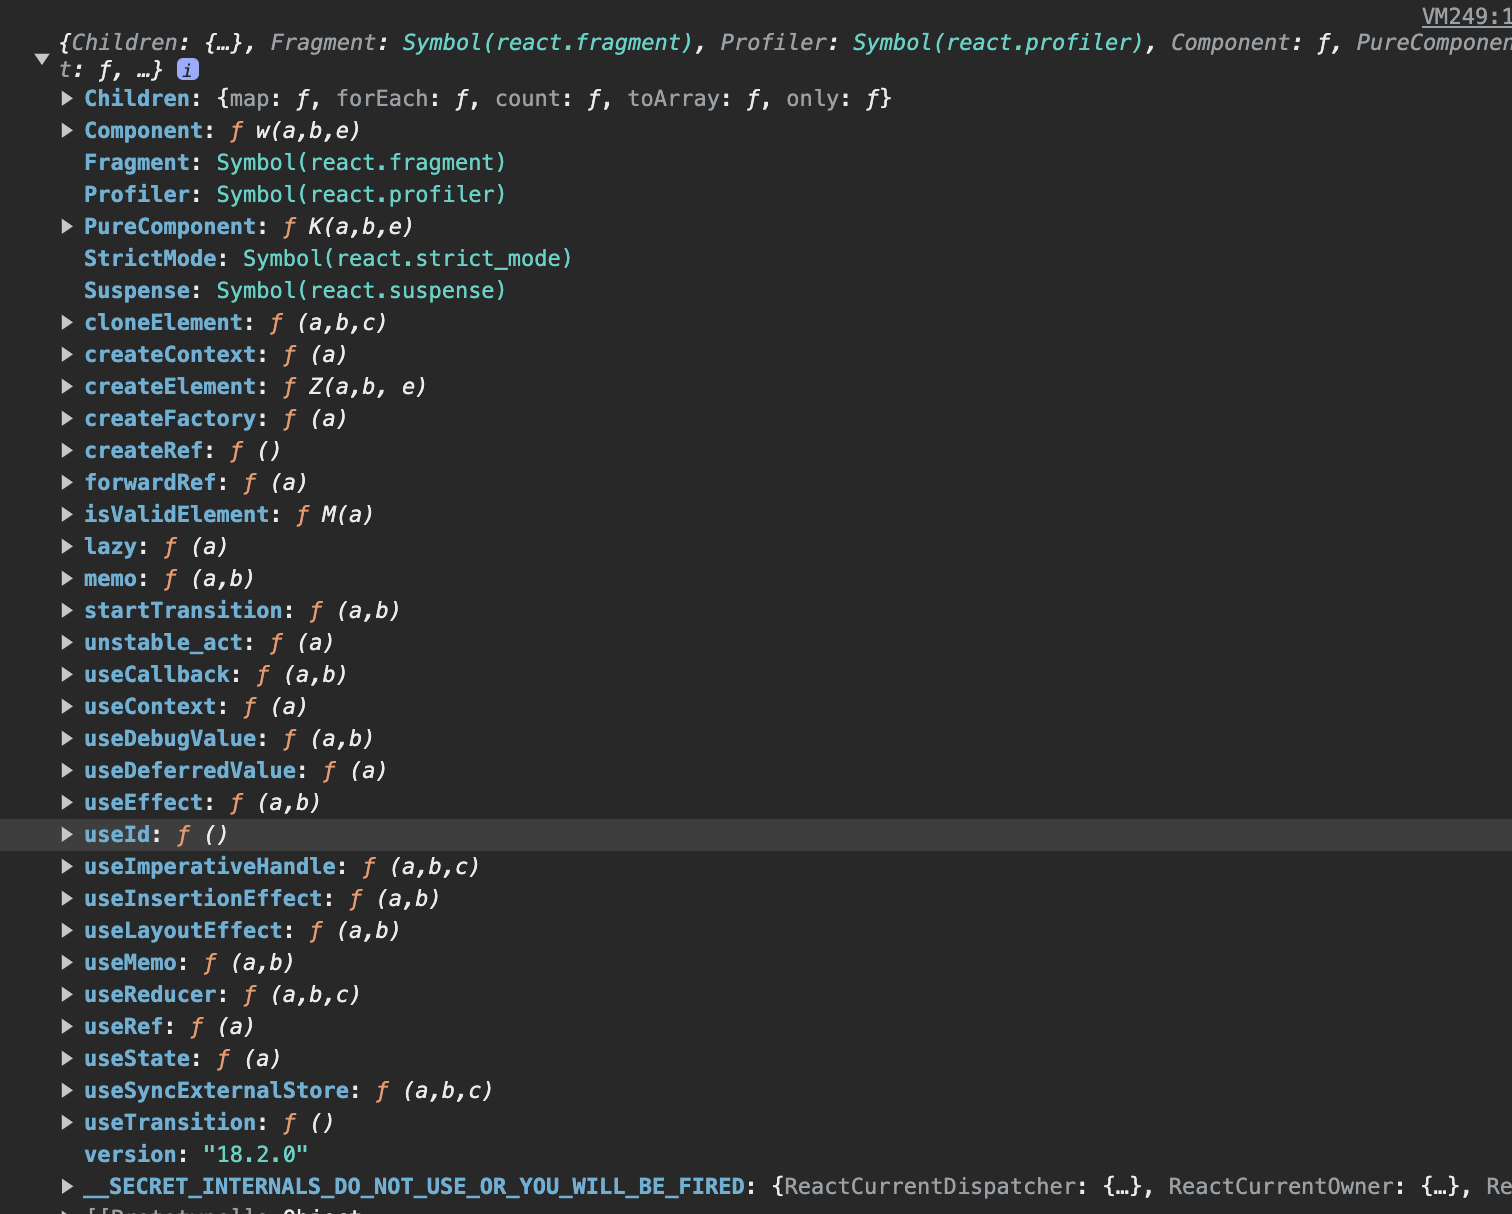 VM249:1
{Children: {…}, Fragment: Symbol(react.fragment), Profiler: Symbol(react.profiler), Component: ƒ, PureComponen
t: ƒ, …} i
Children: {map: ƒ, forEach: ƒ, count: ƒ, toArray: ƒ, only: ƒ}
Component: ƒ w(a,b,e)
Fragment: Symbol(react.fragment)
Profiler: Symbol(react.profiler)
PureComponent: ƒ K(a,b,e)
StrictMode: Symbol(react.strict_mode)
Suspense: Symbol(react.suspense)
cloneElement: ƒ (a,b,c)
createContext: ƒ (a)
createElement: ƒ Z(a,b, e)
createFactory: ƒ (a)
createRef: ƒ ()
forwardRef: ƒ (a)
isValidElement: ƒ M(a)
lazy: ƒ (a)
memo: ƒ (a,b)
startTransition: ƒ (a,b)
unstable_act: ƒ (a)
useCallback: ƒ (a,b)
useContext: ƒ (a)
useDebugValue: ƒ (a,b)
useDeferredValue: ƒ (a)
useEffect: ƒ (a,b)
useId: ƒ ()
useImperativeHandle: ƒ (a,b,c)
useInsertionEffect: ƒ (a,b)
useLayoutEffect: ƒ (a,b)
useMemo: ƒ (a,b)
useReducer: ƒ (a,b,c)
useRef: ƒ (a)
useState: ƒ (a)
useSyncExternalStore: ƒ (a,b,c)
useTransition: ƒ ()
version: "18.2.0"
__SECRET_INTERNALS_DO_NOT_USE_OR_YOU_WILL_BE_FIRED: {ReactCurrentDispatcher: {…}, ReactCurrentOwner: {…}, Re
[[Prototype]]: Object